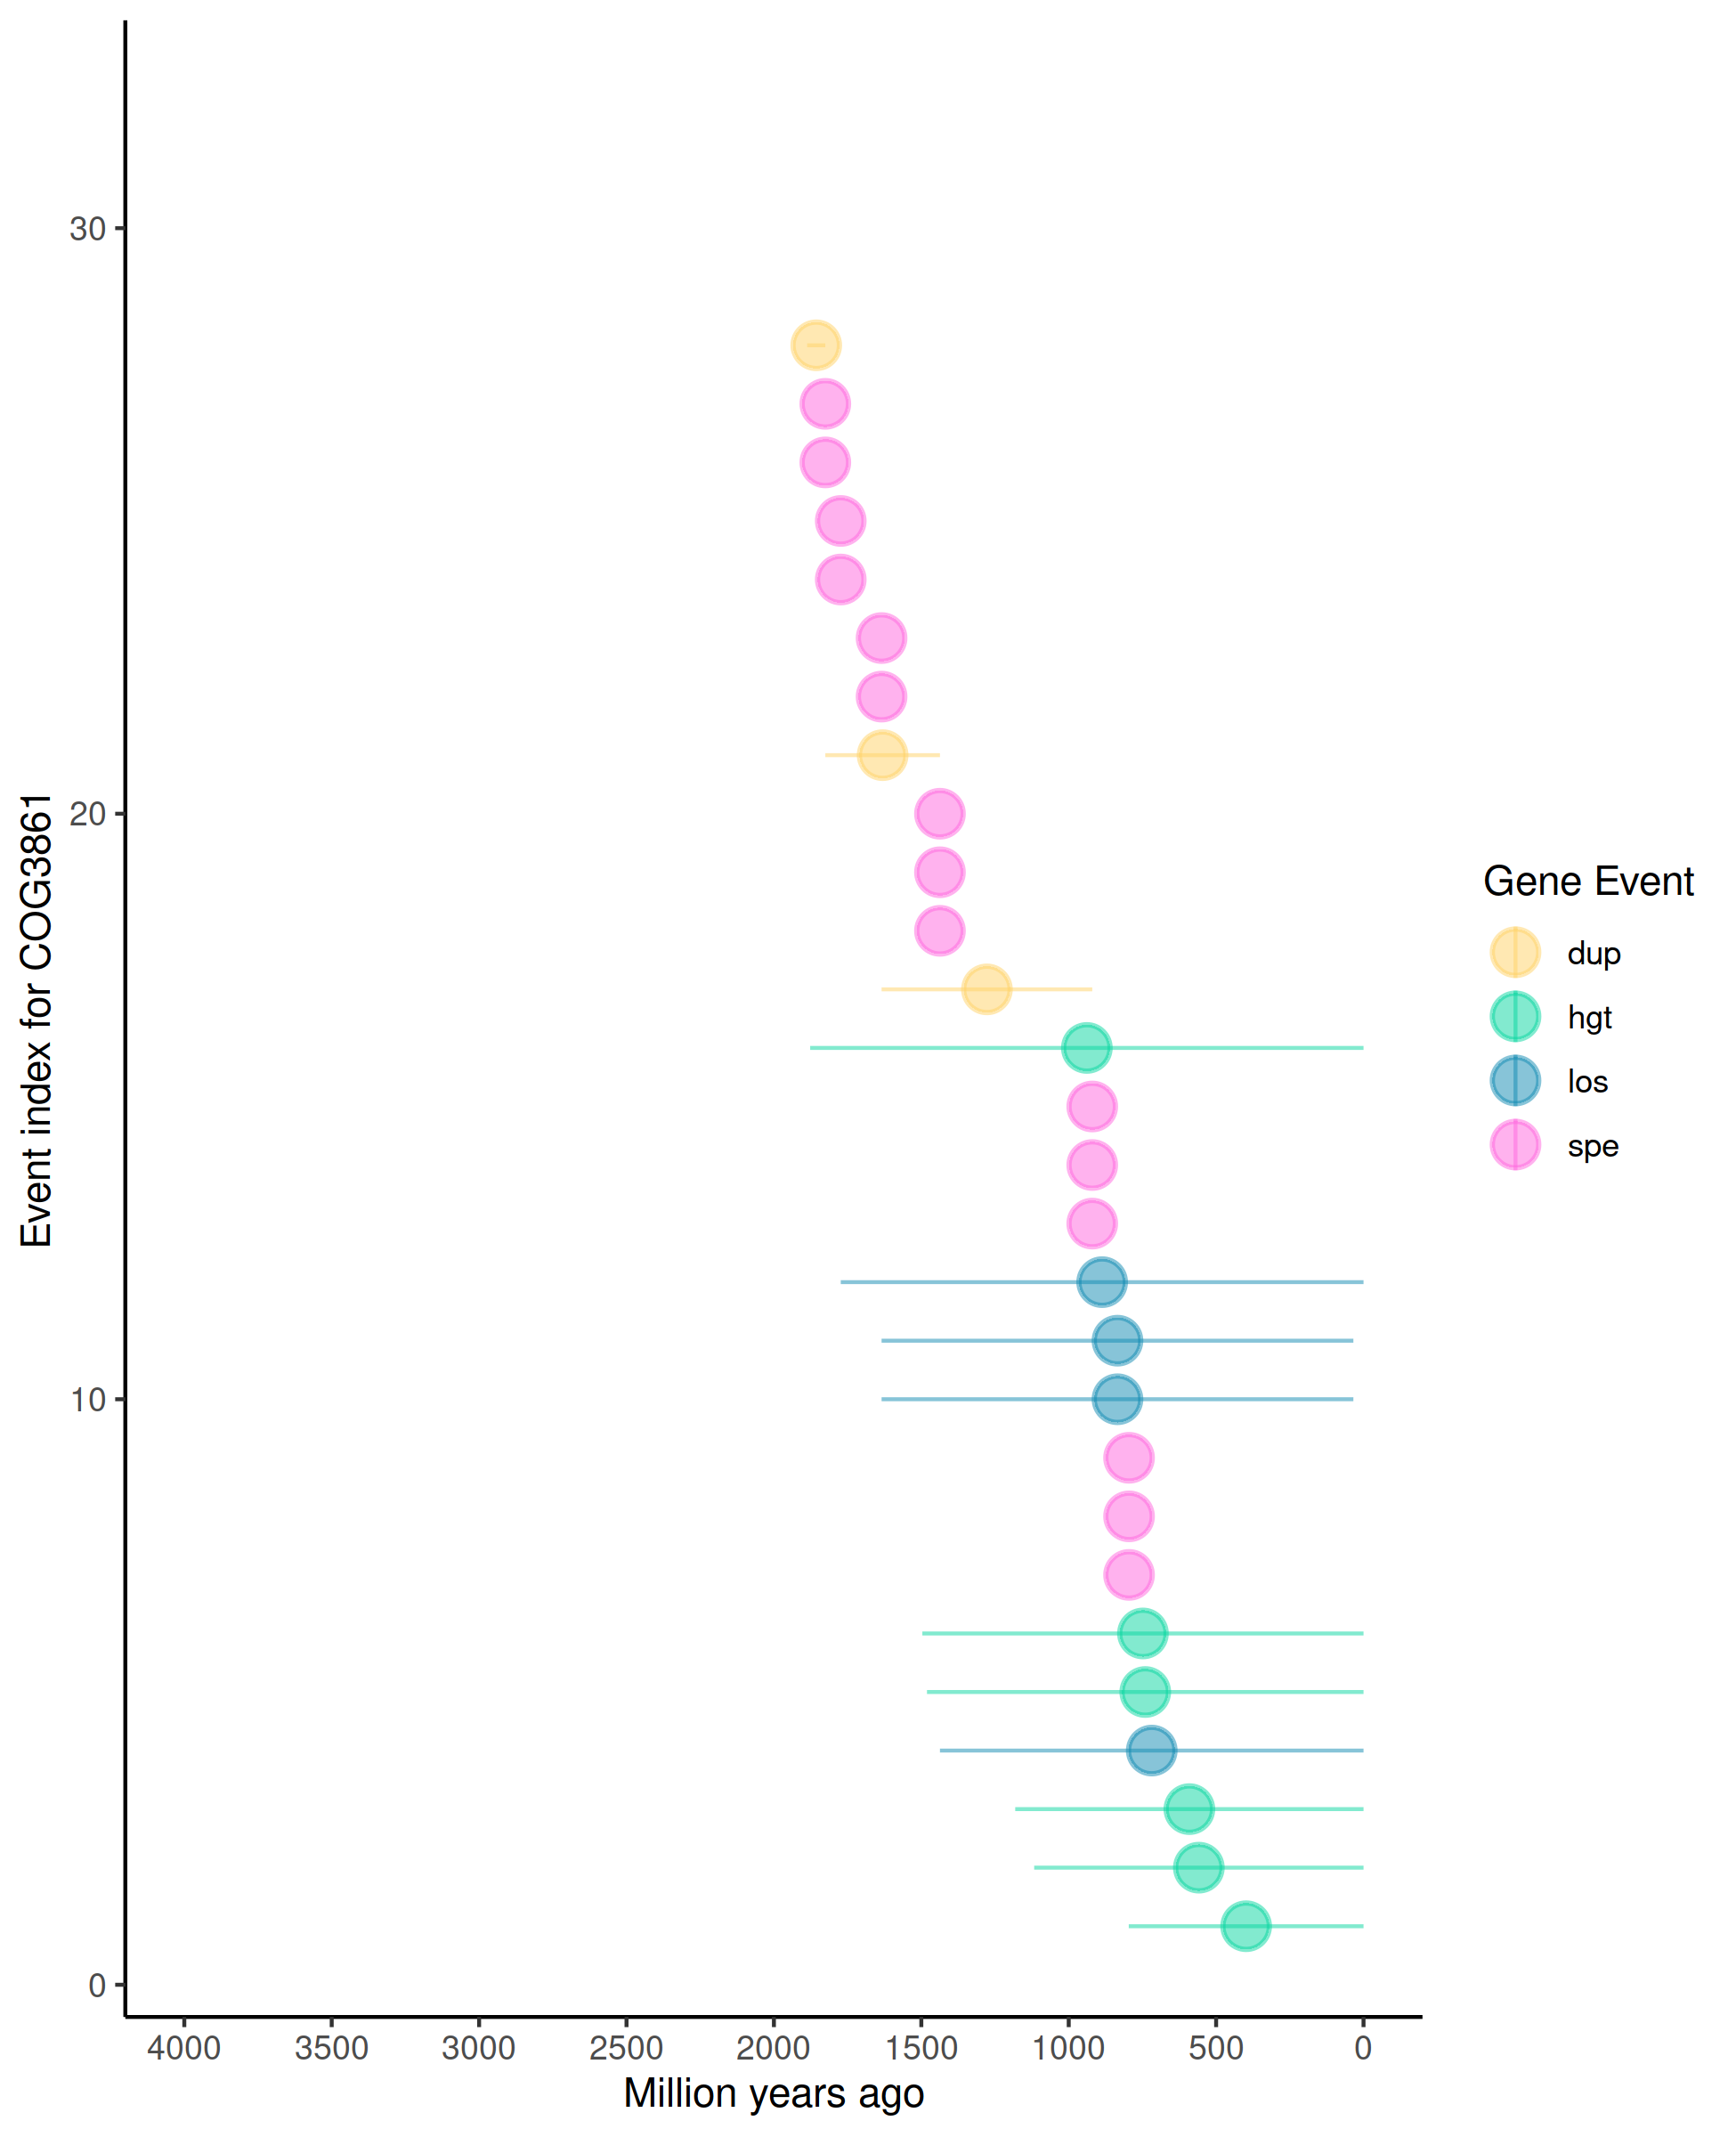 30
20
10
0
Event index for COG3861
4000 3500 3000 2500 2000 1500 1000 500 0
Million years ago
Gene Event
dup
hgt
los
spe